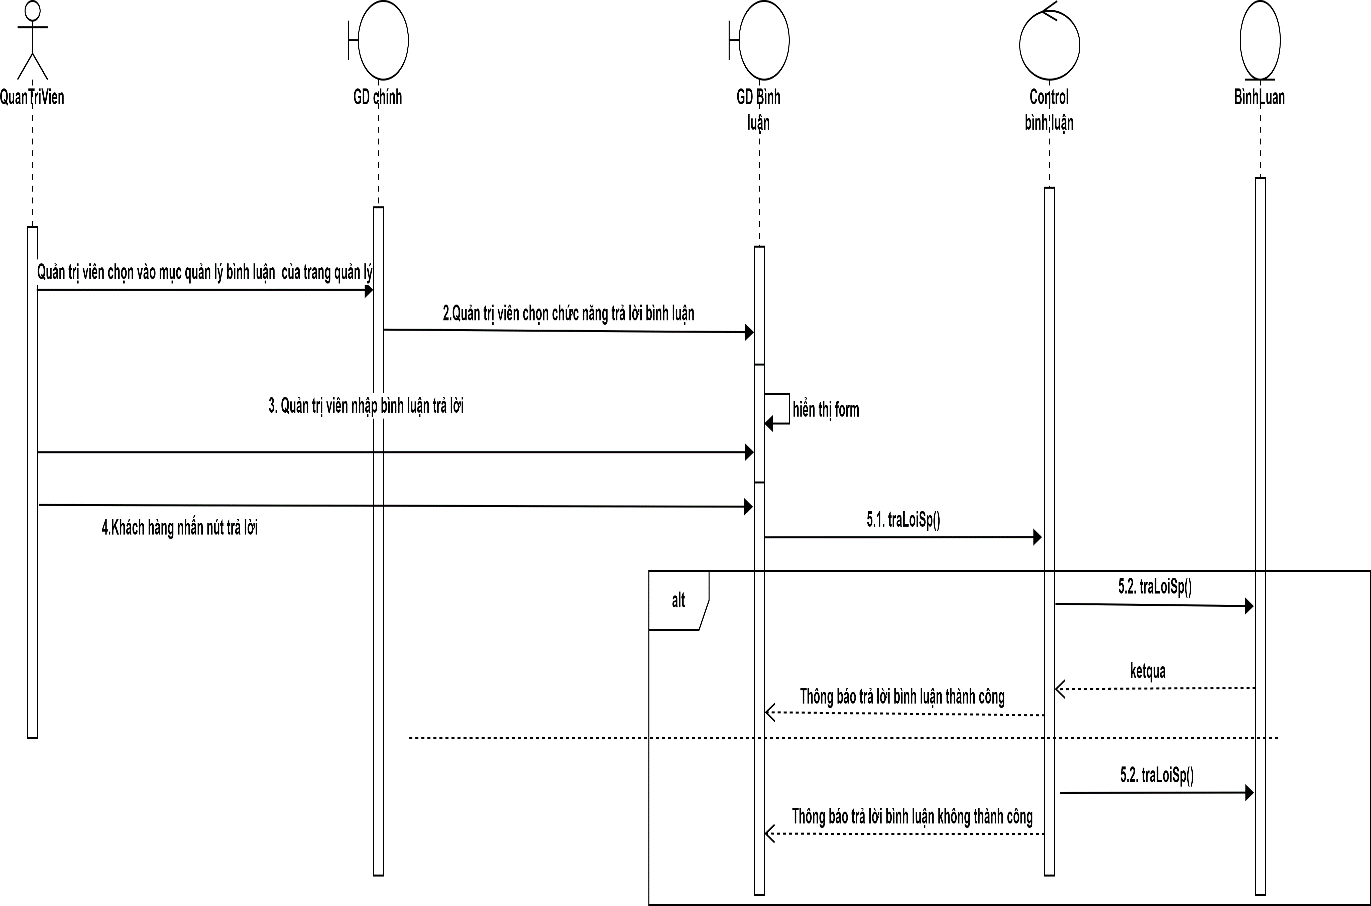 QuanTriVien
GD chính
GD Bình
luận
Control
bình luận
BìnhLuan
Quản trị viên chọn vào mục quản lý bình luận của trang quản lý
2.Quản trị viên chọn chức năng trả lời bình luận
3. Quản trị viên nhập bình luận trả lời
hiển thị form
4.Khách hàng nhấn nút trả lời
5.1. traLoiSp()
alt
5.2. traLoiSp()
ketqua
Thông báo trả lời bình luận thành công
5.2. traLoiSp()
Thông báo trả lời bình luận không thành công